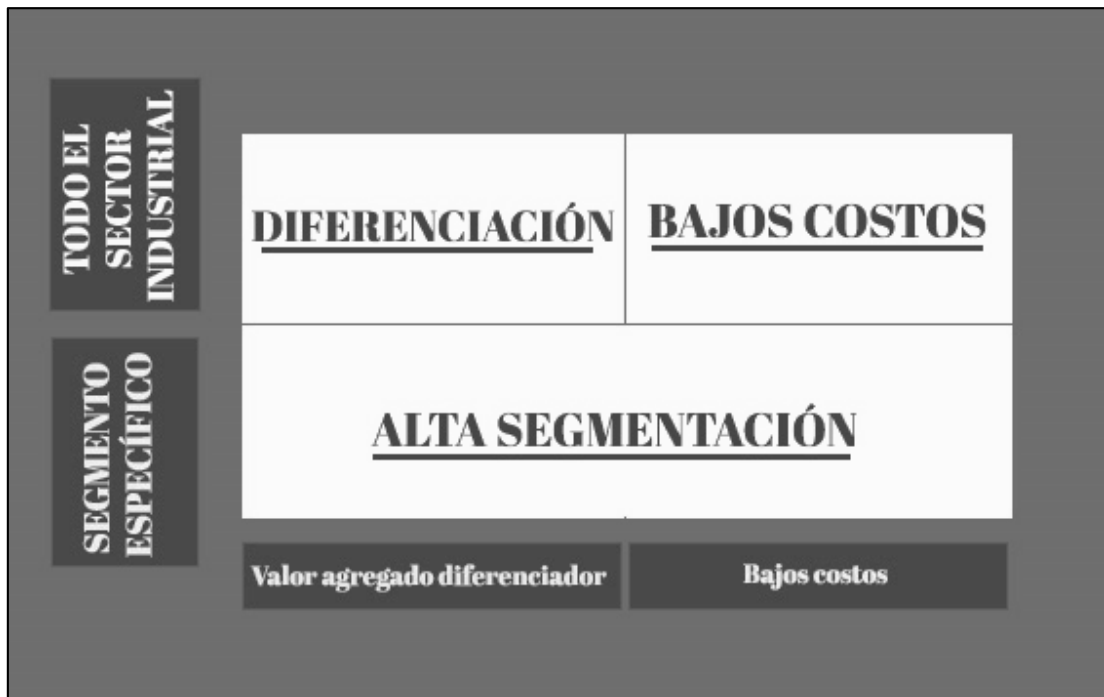 TODO EL
SECTOR
INDUSTRIAL
DIFERENCIACIÓN
BAJOS COSTOS
SEGMENTO
ESPECÍFICO
ALTA SEGMENTACIÓN
Valor agregado diferenciador
Bajos costos